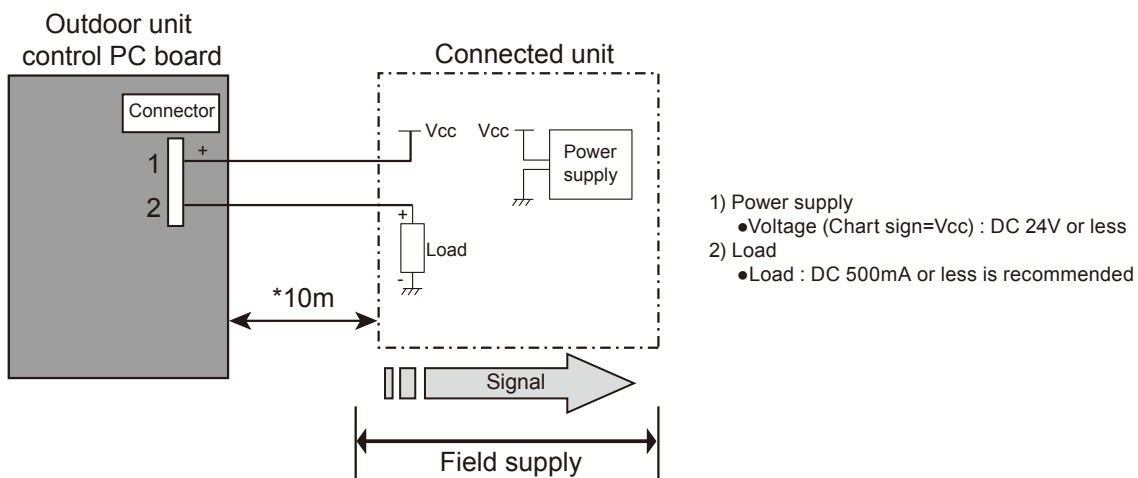 Outdoor unit
control PC board
Connected unit
Connector
1
+
2
Vcc
Vcc
Power
supply
+
Load
-
*10m
Signal
Field supply
1) Power supply
●Voltage (Chart sign=Vcc) : DC 24V or less
2) Load
●Load : DC 500mA or less is recommended